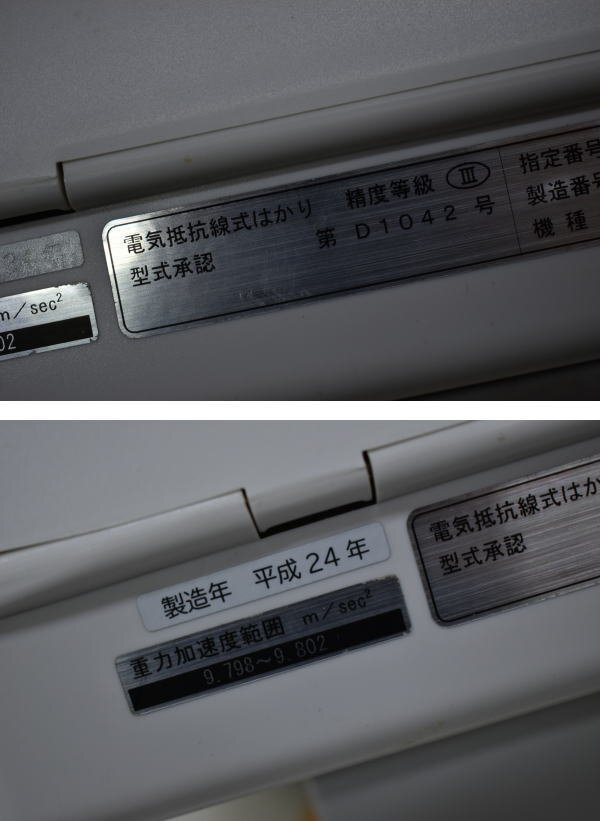 電気抵抗線式はかり 精度等級 Ⅲ
型式承認 第 D1042 号
指定番号
製造番号
機種
m/sec²
02
製造年 平成24年
重力加速度範囲 m/sec²
9.798~9.802
電気抵抗線式はか
型式承認